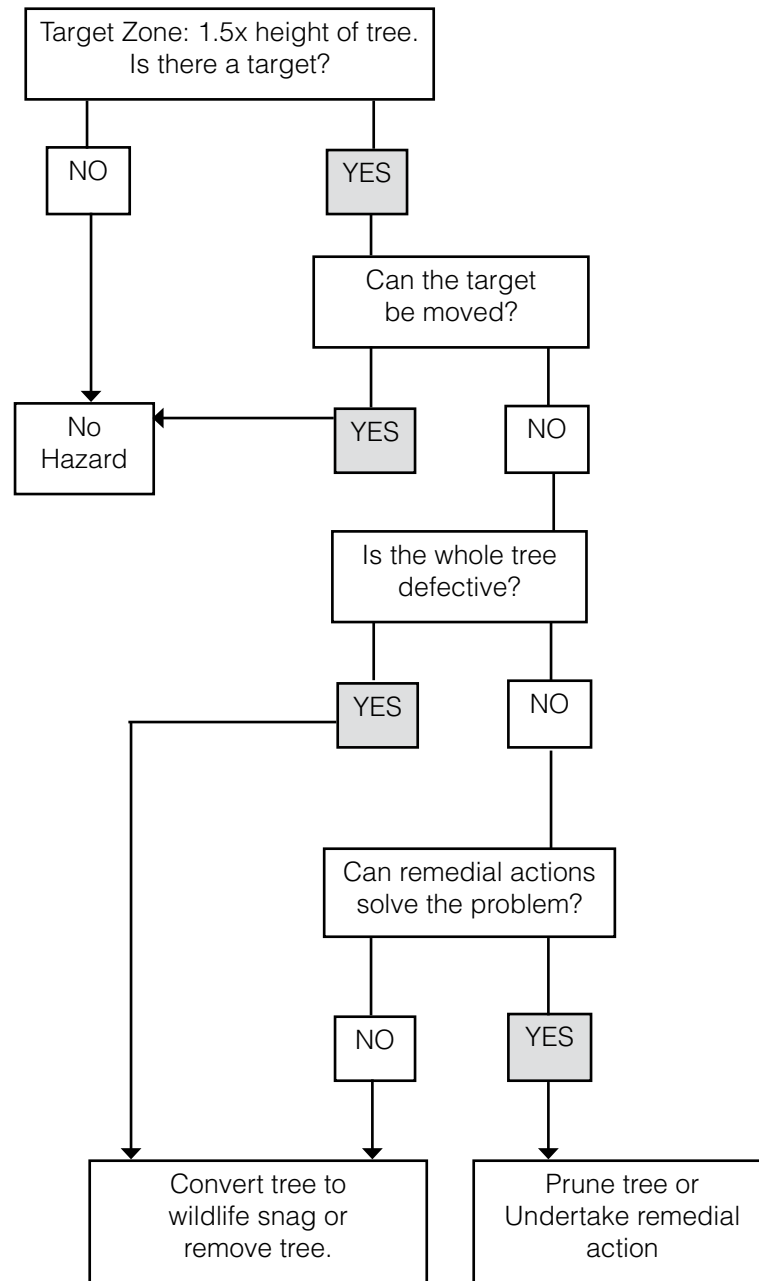 Target Zone: 1.5x height of tree.
Is there a target?
NO
YES
Can the target
be moved?
No
Hazard
YES
NO
Is the whole tree
defective?
YES
NO
Can remedial actions
solve the problem?
NO
YES
Convert tree to
wildlife snag or
remove tree.
Prune tree or
Undertake remedial
action